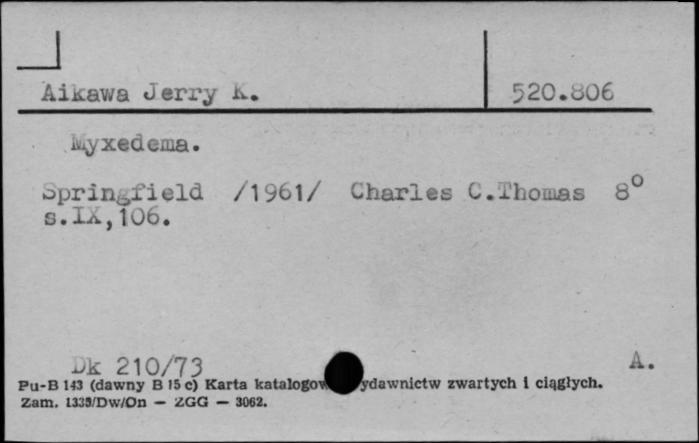 Aikawa Jerry K. 520.806
Myxedema.
Springfield /1961/ Charles C.Thomas 8°
s.IX,106.
Dk 210/73 A.
Pu-B 143 (dawny B 15 c) Karta katalogow ydawnictw zwartych i ciągłych.
Zam. 1339/Dw/On — ZGG — 3062.